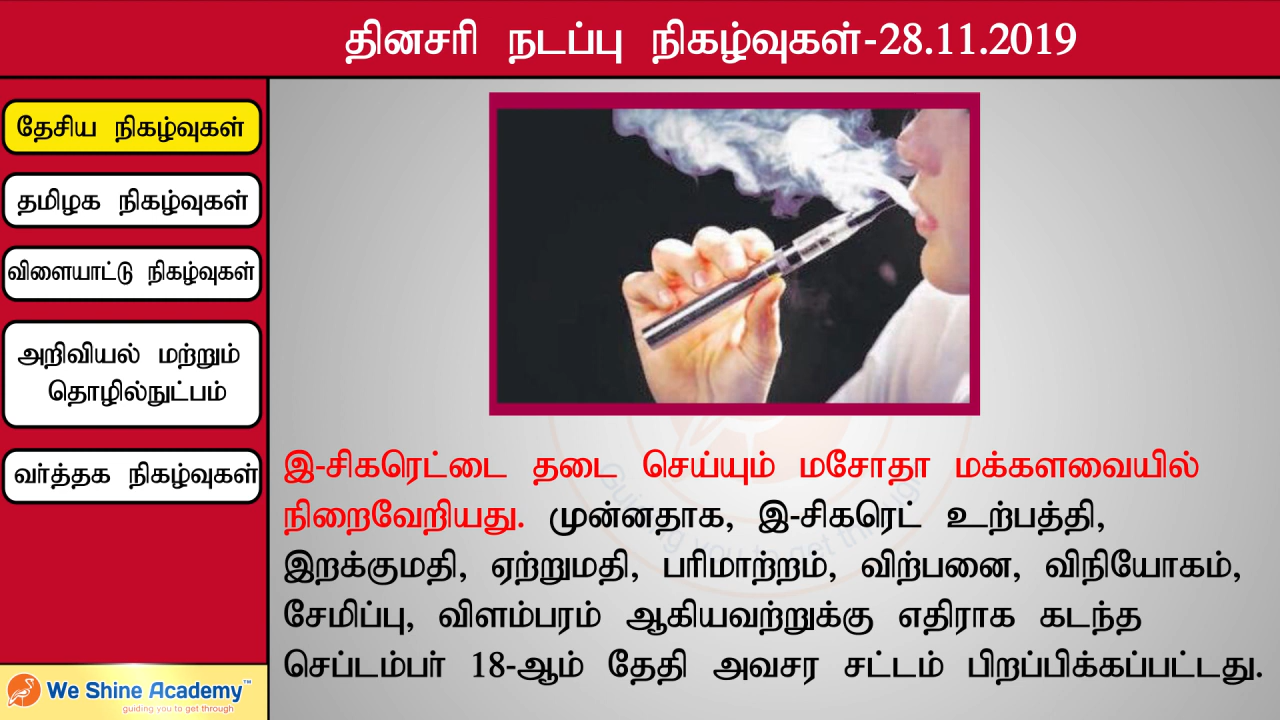 தினசரி நடப்பு நிகழ்வுகள்-28.11.2019
தேசிய நிகழ்வுகள்
தமிழக நிகழ்வுகள்
விளையாட்டு நிகழ்வுகள்
அறிவியல் மற்றும்
தொழில்நுட்பம்
வர்த்தக நிகழ்வுகள்
இ-சிகரெட்டை தடை செய்யும் மசோதா மக்களவையில்
நிறைவேறியது. முன்னதாக, இ-சிகரெட் உற்பத்தி,
இறக்குமதி, ஏற்றுமதி, பரிமாற்றம், விற்பனை, விநியோகம்,
சேமிப்பு, விளம்பரம் ஆகியவற்றுக்கு எதிராக கடந்த
செப்டம்பர் 18-ஆம் தேதி அவசர சட்டம் பிறப்பிக்கப்பட்டது.
We Shine Academy™
guiding you to get through